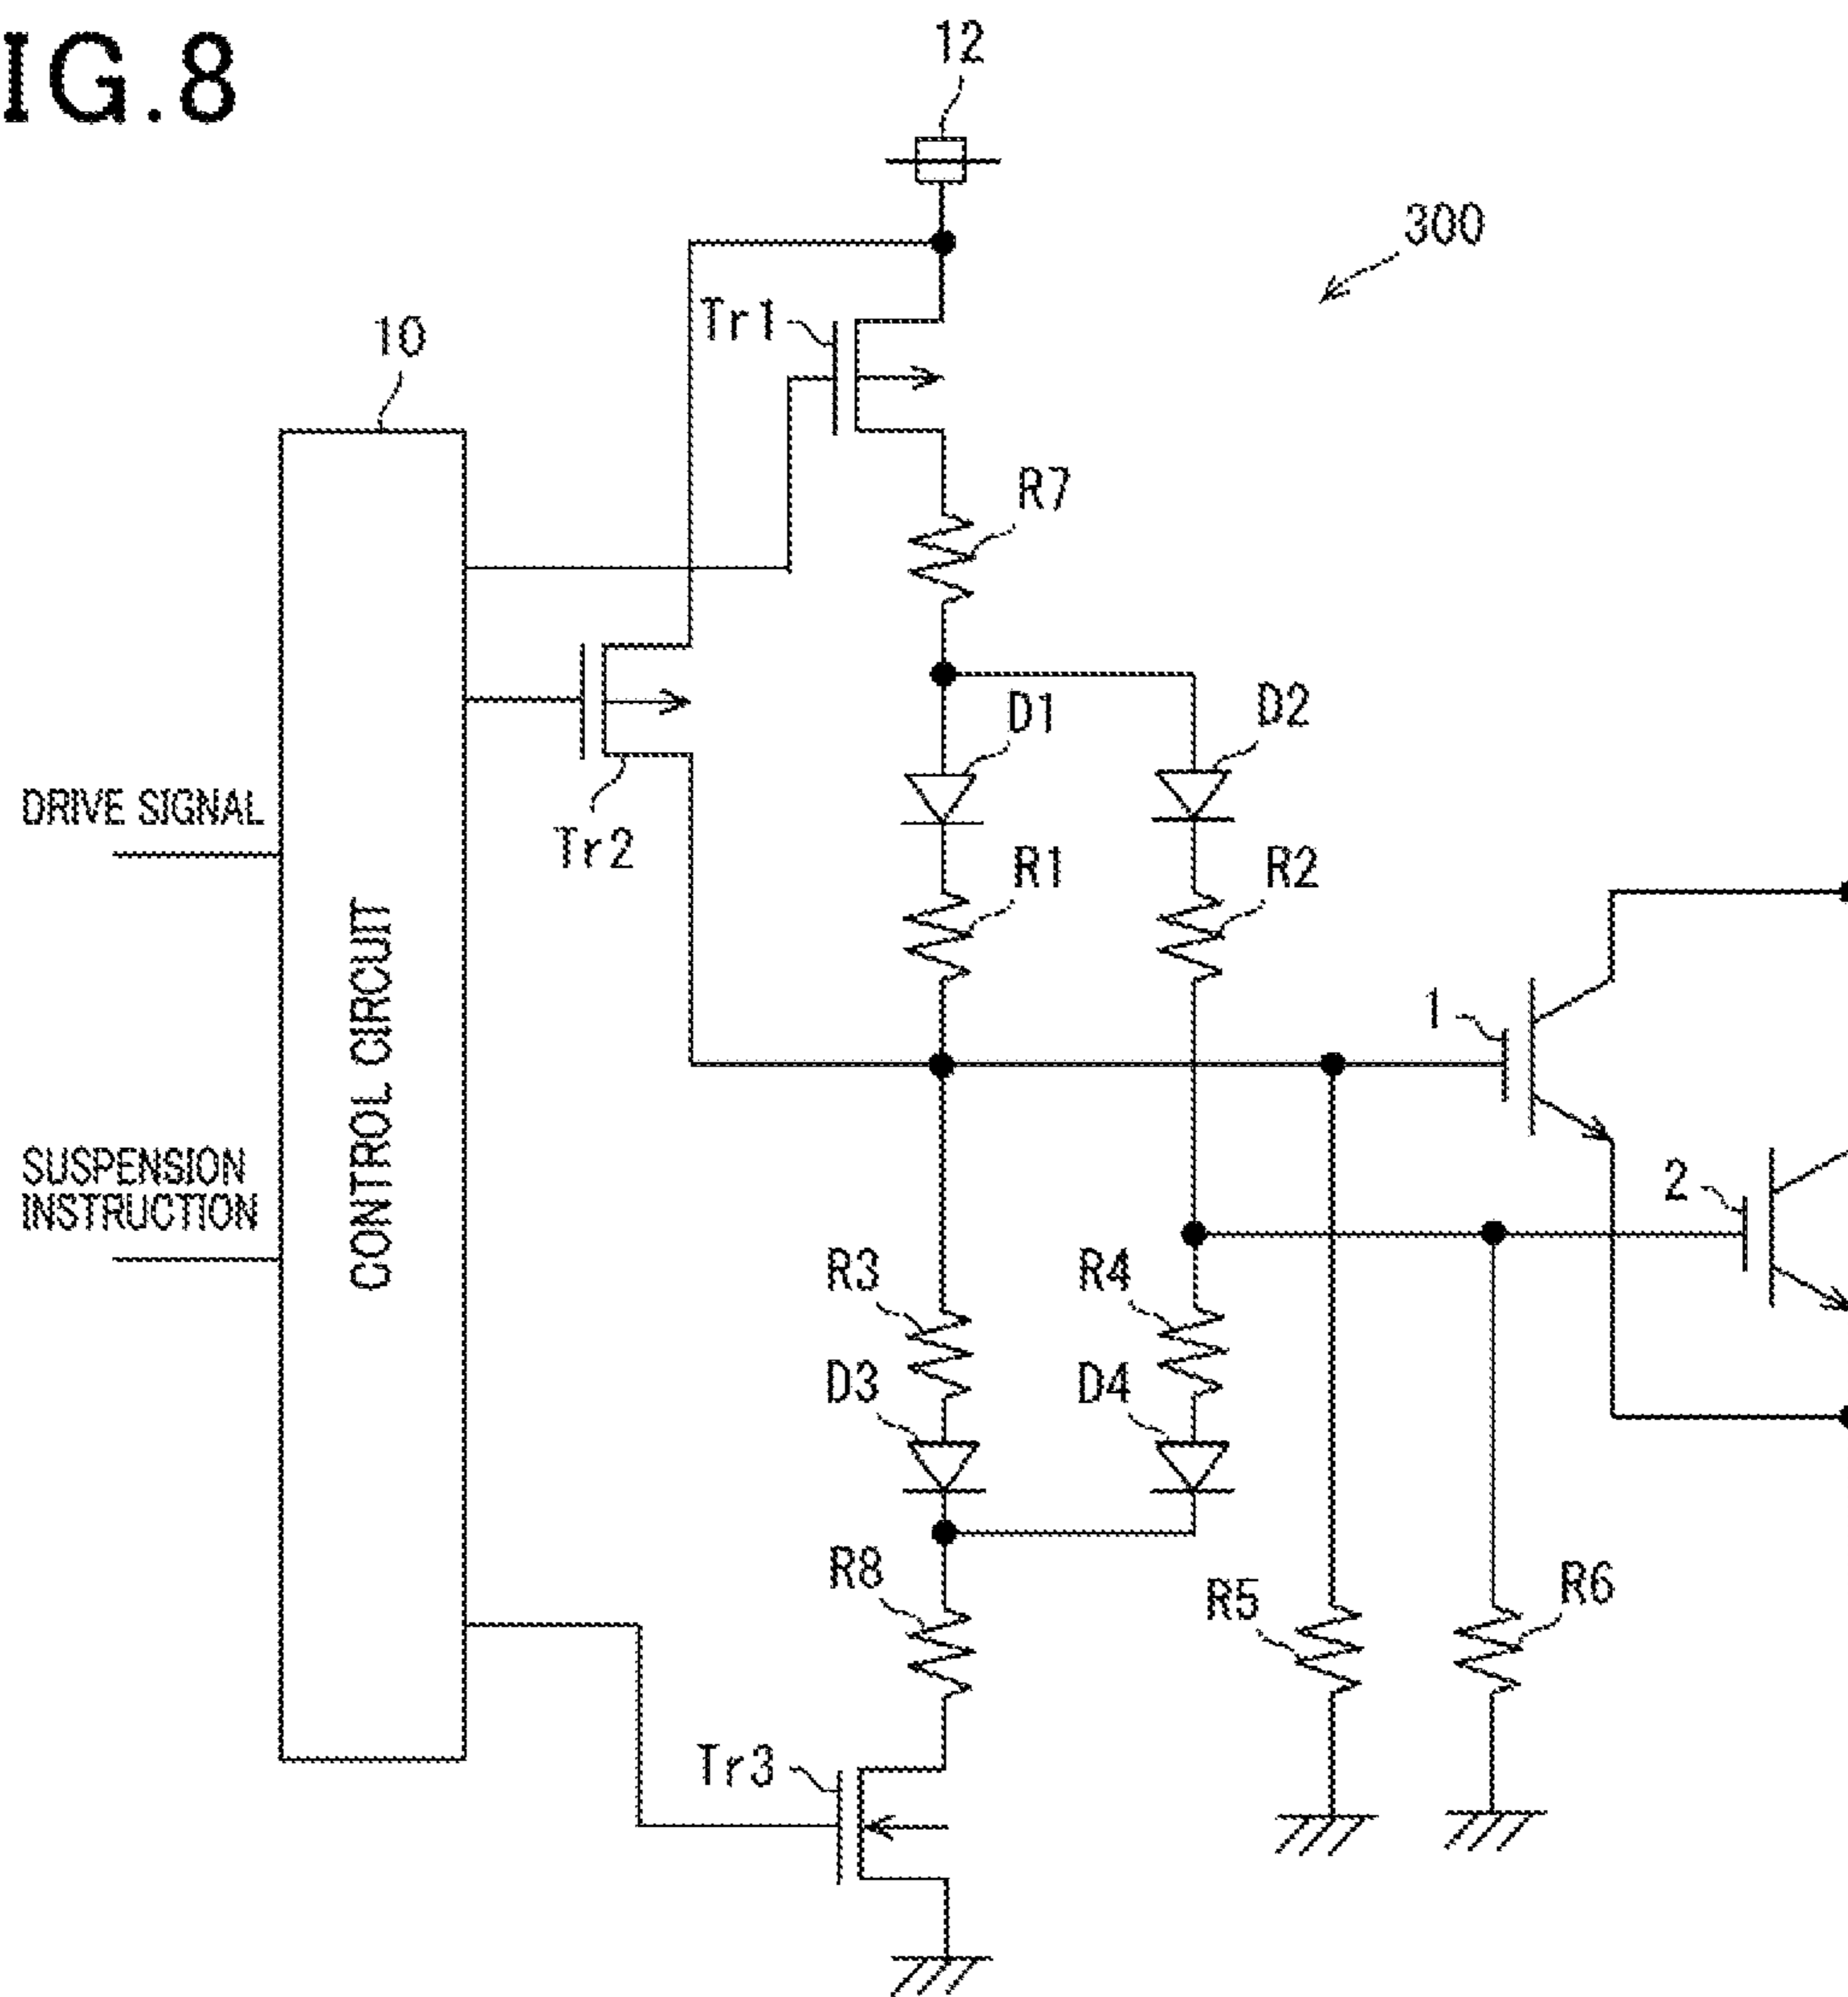 IG.8
12
300
Tr1
10
R7
D1
D2
DRIVE SIGNAL
Tr2
R1
R2
CONTROL CIRCUIT
1
SUSPENSION
INSTRUCTION
2
R3
R4
D3
D4
R8
R5
R6
Tr3